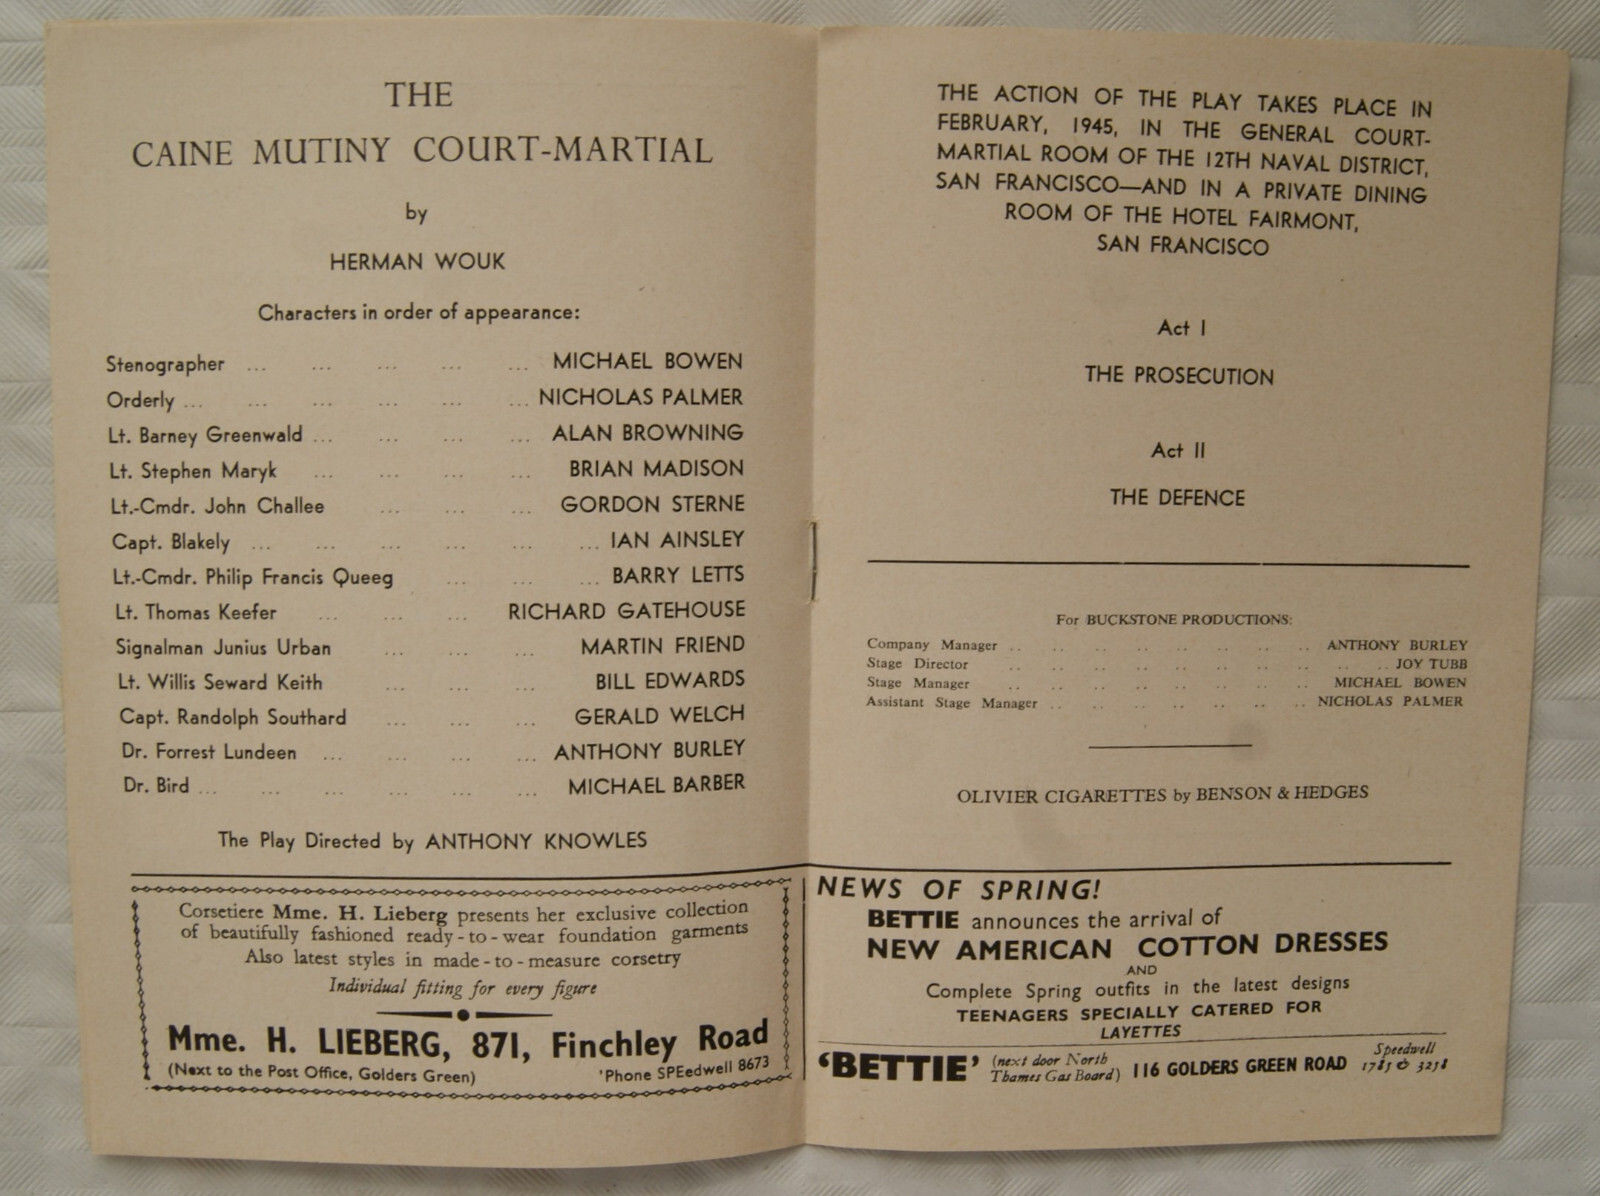 THE
CAINE MUTINY COURT-MARTIAL
by
HERMAN WOUK
Characters in order of appearance:
Stenographer ... ... ... ... ... MICHAEL BOWEN
Orderly ... ... ... ... ... ... NICHOLAS PALMER
Lt. Barney Greenwald ... ... ... ... ALAN BROWNING
Lt. Stephen Maryk ... ... ... ... BRIAN MADISON
Lt.-Cmdr. John Challee ... ... ... GORDON STERNE
Capt. Blakely ... ... ... ... ... ... IAN AINSLEY
Lt.-Cmdr. Philip Francis Queeg ... ... ... BARRY LETTS
Lt. Thomas Keefer ... ... ... RICHARD GATEHOUSE
Signalman Junius Urban ... ... ... MARTIN FRIEND
Lt. Willis Seward Keith ... ... ... BILL EDWARDS
Capt. Randolph Southard ... ... ... GERALD WELCH
Dr. Forrest Lundeen ... ... ... ... ANTHONY BURLEY
Dr. Bird ... ... ... ... ... ... MICHAEL BARBER
The Play Directed by ANTHONY KNOWLES
Corsetiere Mme. H. Lieberg presents her exclusive collection
of beautifully fashioned ready-to-wear foundation garments
Also latest styles in made-to-measure corsetry
Individual fitting for every figure
Mme. H. LIEBERG, 871, Finchley Road
(Next to the Post Office, Golders Green) 'Phone SPEedwell 8673
THE ACTION OF THE PLAY TAKES PLACE IN
FEBRUARY, 1945, IN THE GENERAL COURT-
MARTIAL ROOM OF THE 12TH NAVAL DISTRICT,
SAN FRANCISCO—AND IN A PRIVATE DINING
ROOM OF THE HOTEL FAIRMONT,
SAN FRANCISCO
Act I
THE PROSECUTION
Act II
THE DEFENCE
For BUCKSTONE PRODUCTIONS:
Company Manager .. .. .. .. .. .. .. .. ANTHONY BURLEY
Stage Director .. .. .. .. .. .. .. .. .. .. JOY TUBB
Stage Manager .. .. .. .. .. .. .. .. MICHAEL BOWEN
Assistant Stage Manager .. .. .. .. .. .. .. NICHOLAS PALMER
OLIVIER CIGARETTES by BENSON & HEDGES
NEWS OF SPRING!
BETTIE announces the arrival of
NEW AMERICAN COTTON DRESSES
AND
Complete Spring outfits in the latest designs
TEENAGERS SPECIALLY CATERED FOR
LAYETTES
'BETTIE' (next door North Thames Gas Board) 116 GOLDERS GREEN ROAD Speedwell 1785 & 3258